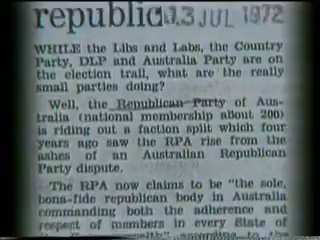 republic 13 JUL 1972
WHILE the Libs and Labs, the Country
Party, DLP and Australia Party are on
the election trail, what are the really
small parties doing?
Well, the Republican Party of Aus-
tralia (national membership about 200)
is riding out a faction split which four
years ago saw the RPA rise from the
ashes of an Australian Republican
Party dispute.
The RPA now claims to be "the sole,
bona-fide republican body in Australia
commanding both the adherence and
respect of members in every State of
according to the